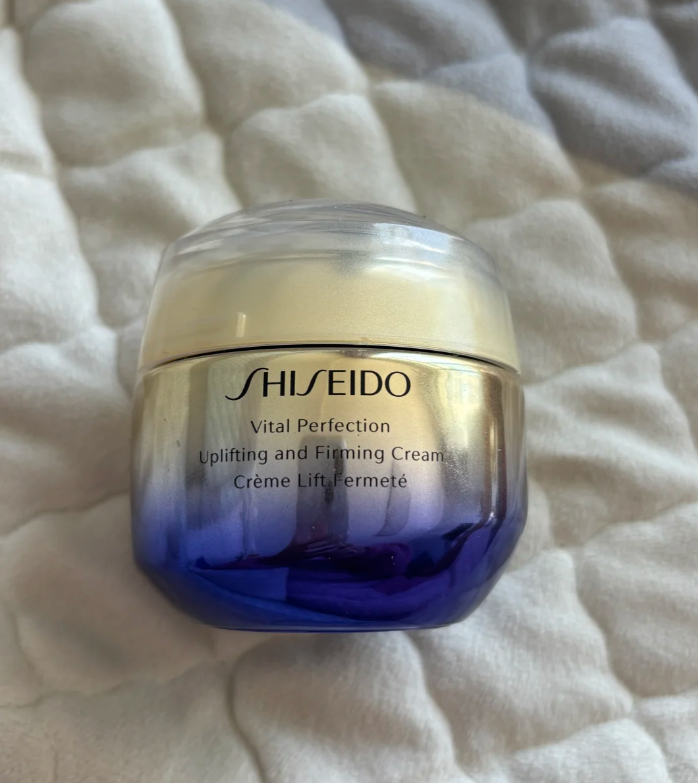 SHISEIDO
Vital Perfection
Uplifting and Firming Cream
Crème Lift Fermeté